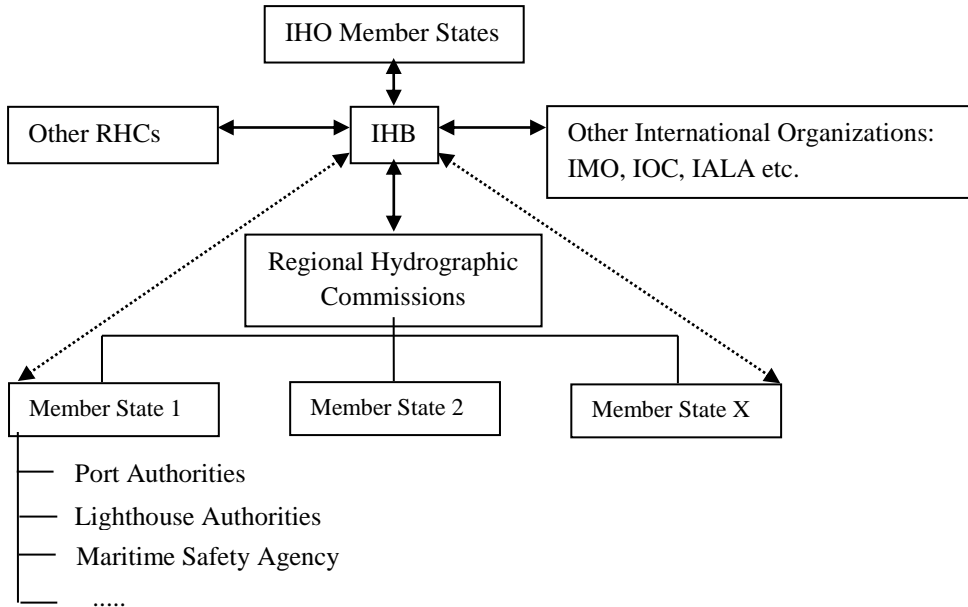 IHO Member States
Other RHCs
IHB
Other International Organizations:
IMO, IOC, IALA etc.
Regional Hydrographic
Commissions
Member State 1
Member State 2
Member State X
Port Authorities
Lighthouse Authorities
Maritime Safety Agency
.....